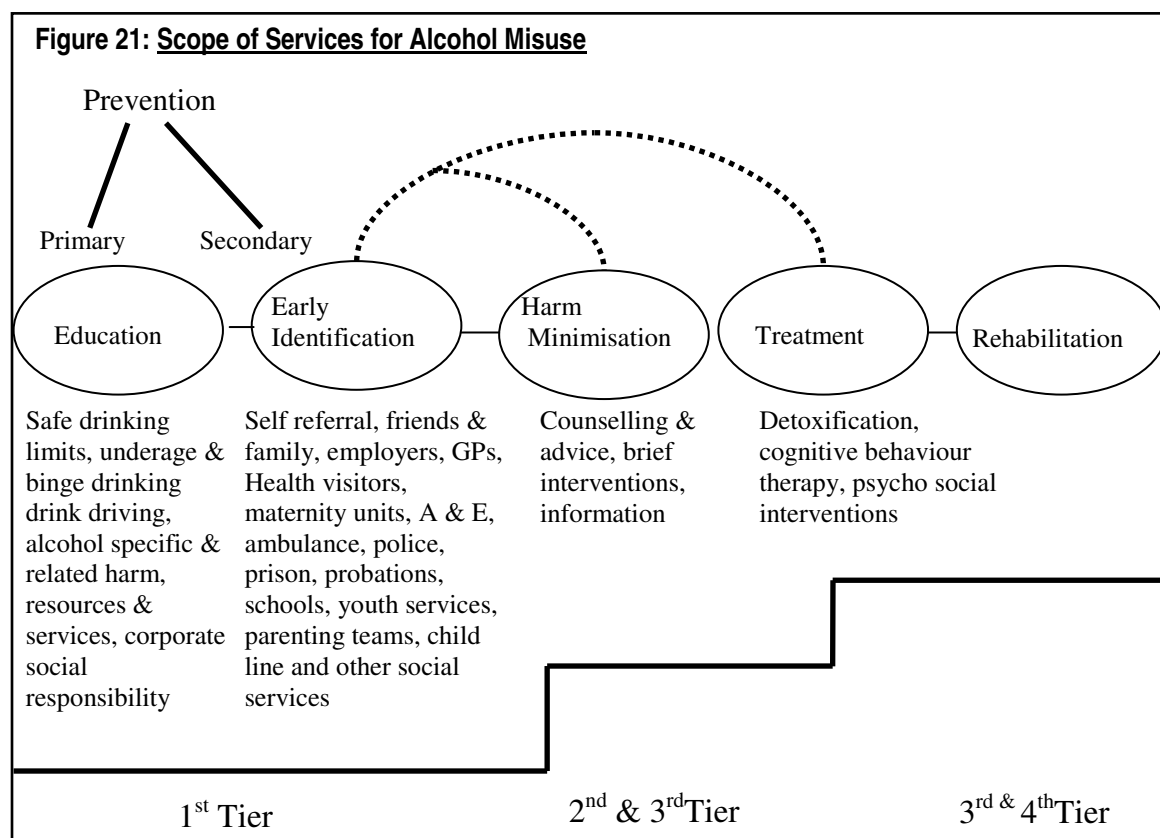 Figure 21: Scope of Services for Alcohol Misuse
Prevention
Primary
Secondary
Education
Early
Identification
Harm
Minimisation
Treatment
Rehabilitation
Safe drinking
limits, underage &
binge drinking
drink driving,
alcohol specific &
related harm,
resources &
services, corporate
social
responsibility
Self referral, friends &
family, employers, GPs,
Health visitors,
maternity units, A & E,
ambulance, police,
prison, probations,
schools, youth services,
parenting teams, child
line and other social
services
Counselling &
advice, brief
interventions,
information
Detoxification,
cognitive behaviour
therapy, psycho social
interventions
1st Tier
2nd & 3rdTier
3rd & 4thTier